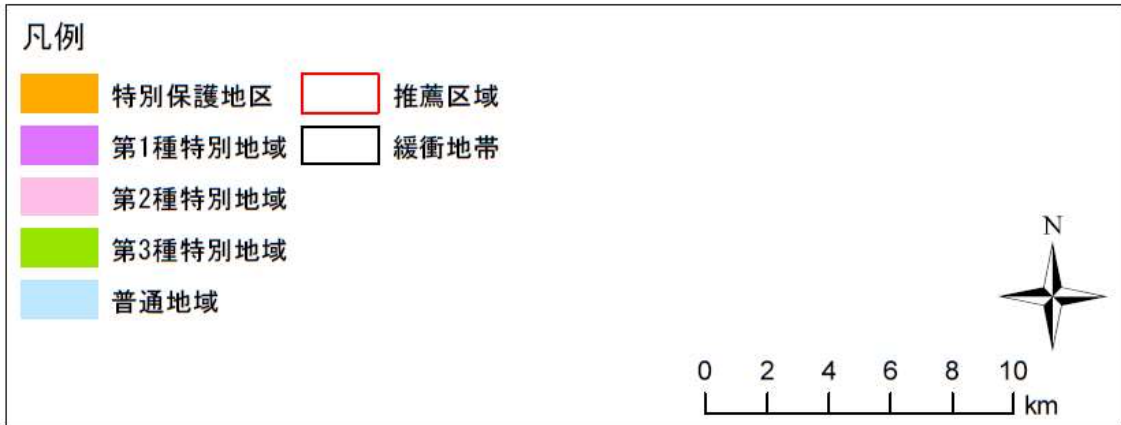 凡例
特別保護地区 推薦区域
第1種特別地域 緩衝地帯
第2種特別地域
第3種特別地域
普通地域
N
0 2 4 6 8 10
km